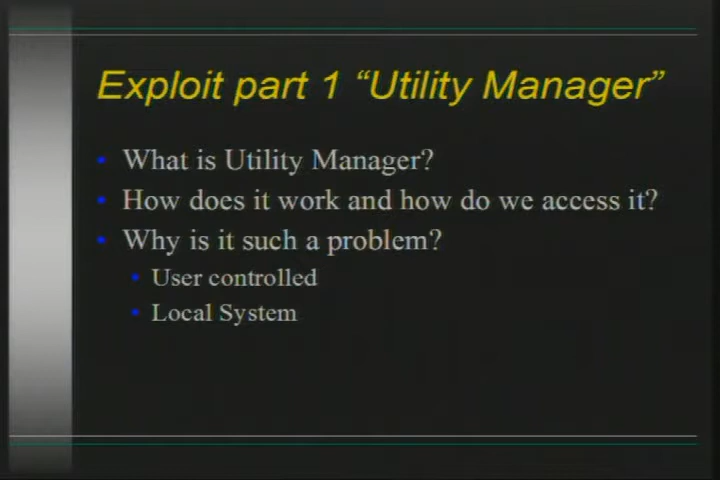 Exploit part 1 “Utility Manager”
What is Utility Manager?
How does it work and how do we access it?
Why is it such a problem?
User controlled
Local System